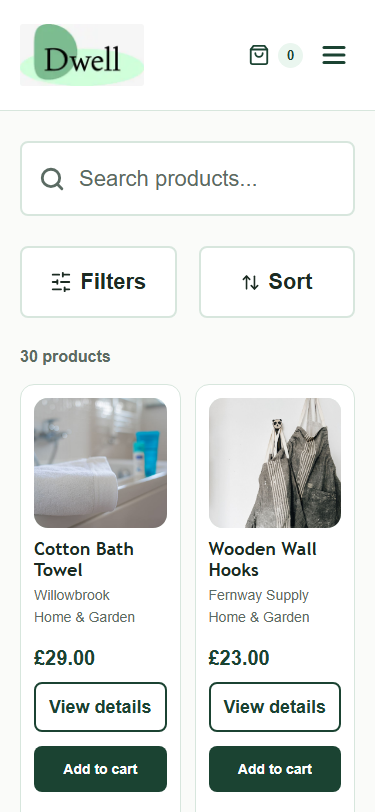 Dwell
0
Search products...
Filters
Sort
30 products
Cotton Bath
Towel
Willowbrook
Home & Garden
£29.00
View details
Add to cart
Wooden Wall
Hooks
Fernway Supply
Home & Garden
£23.00
View details
Add to cart